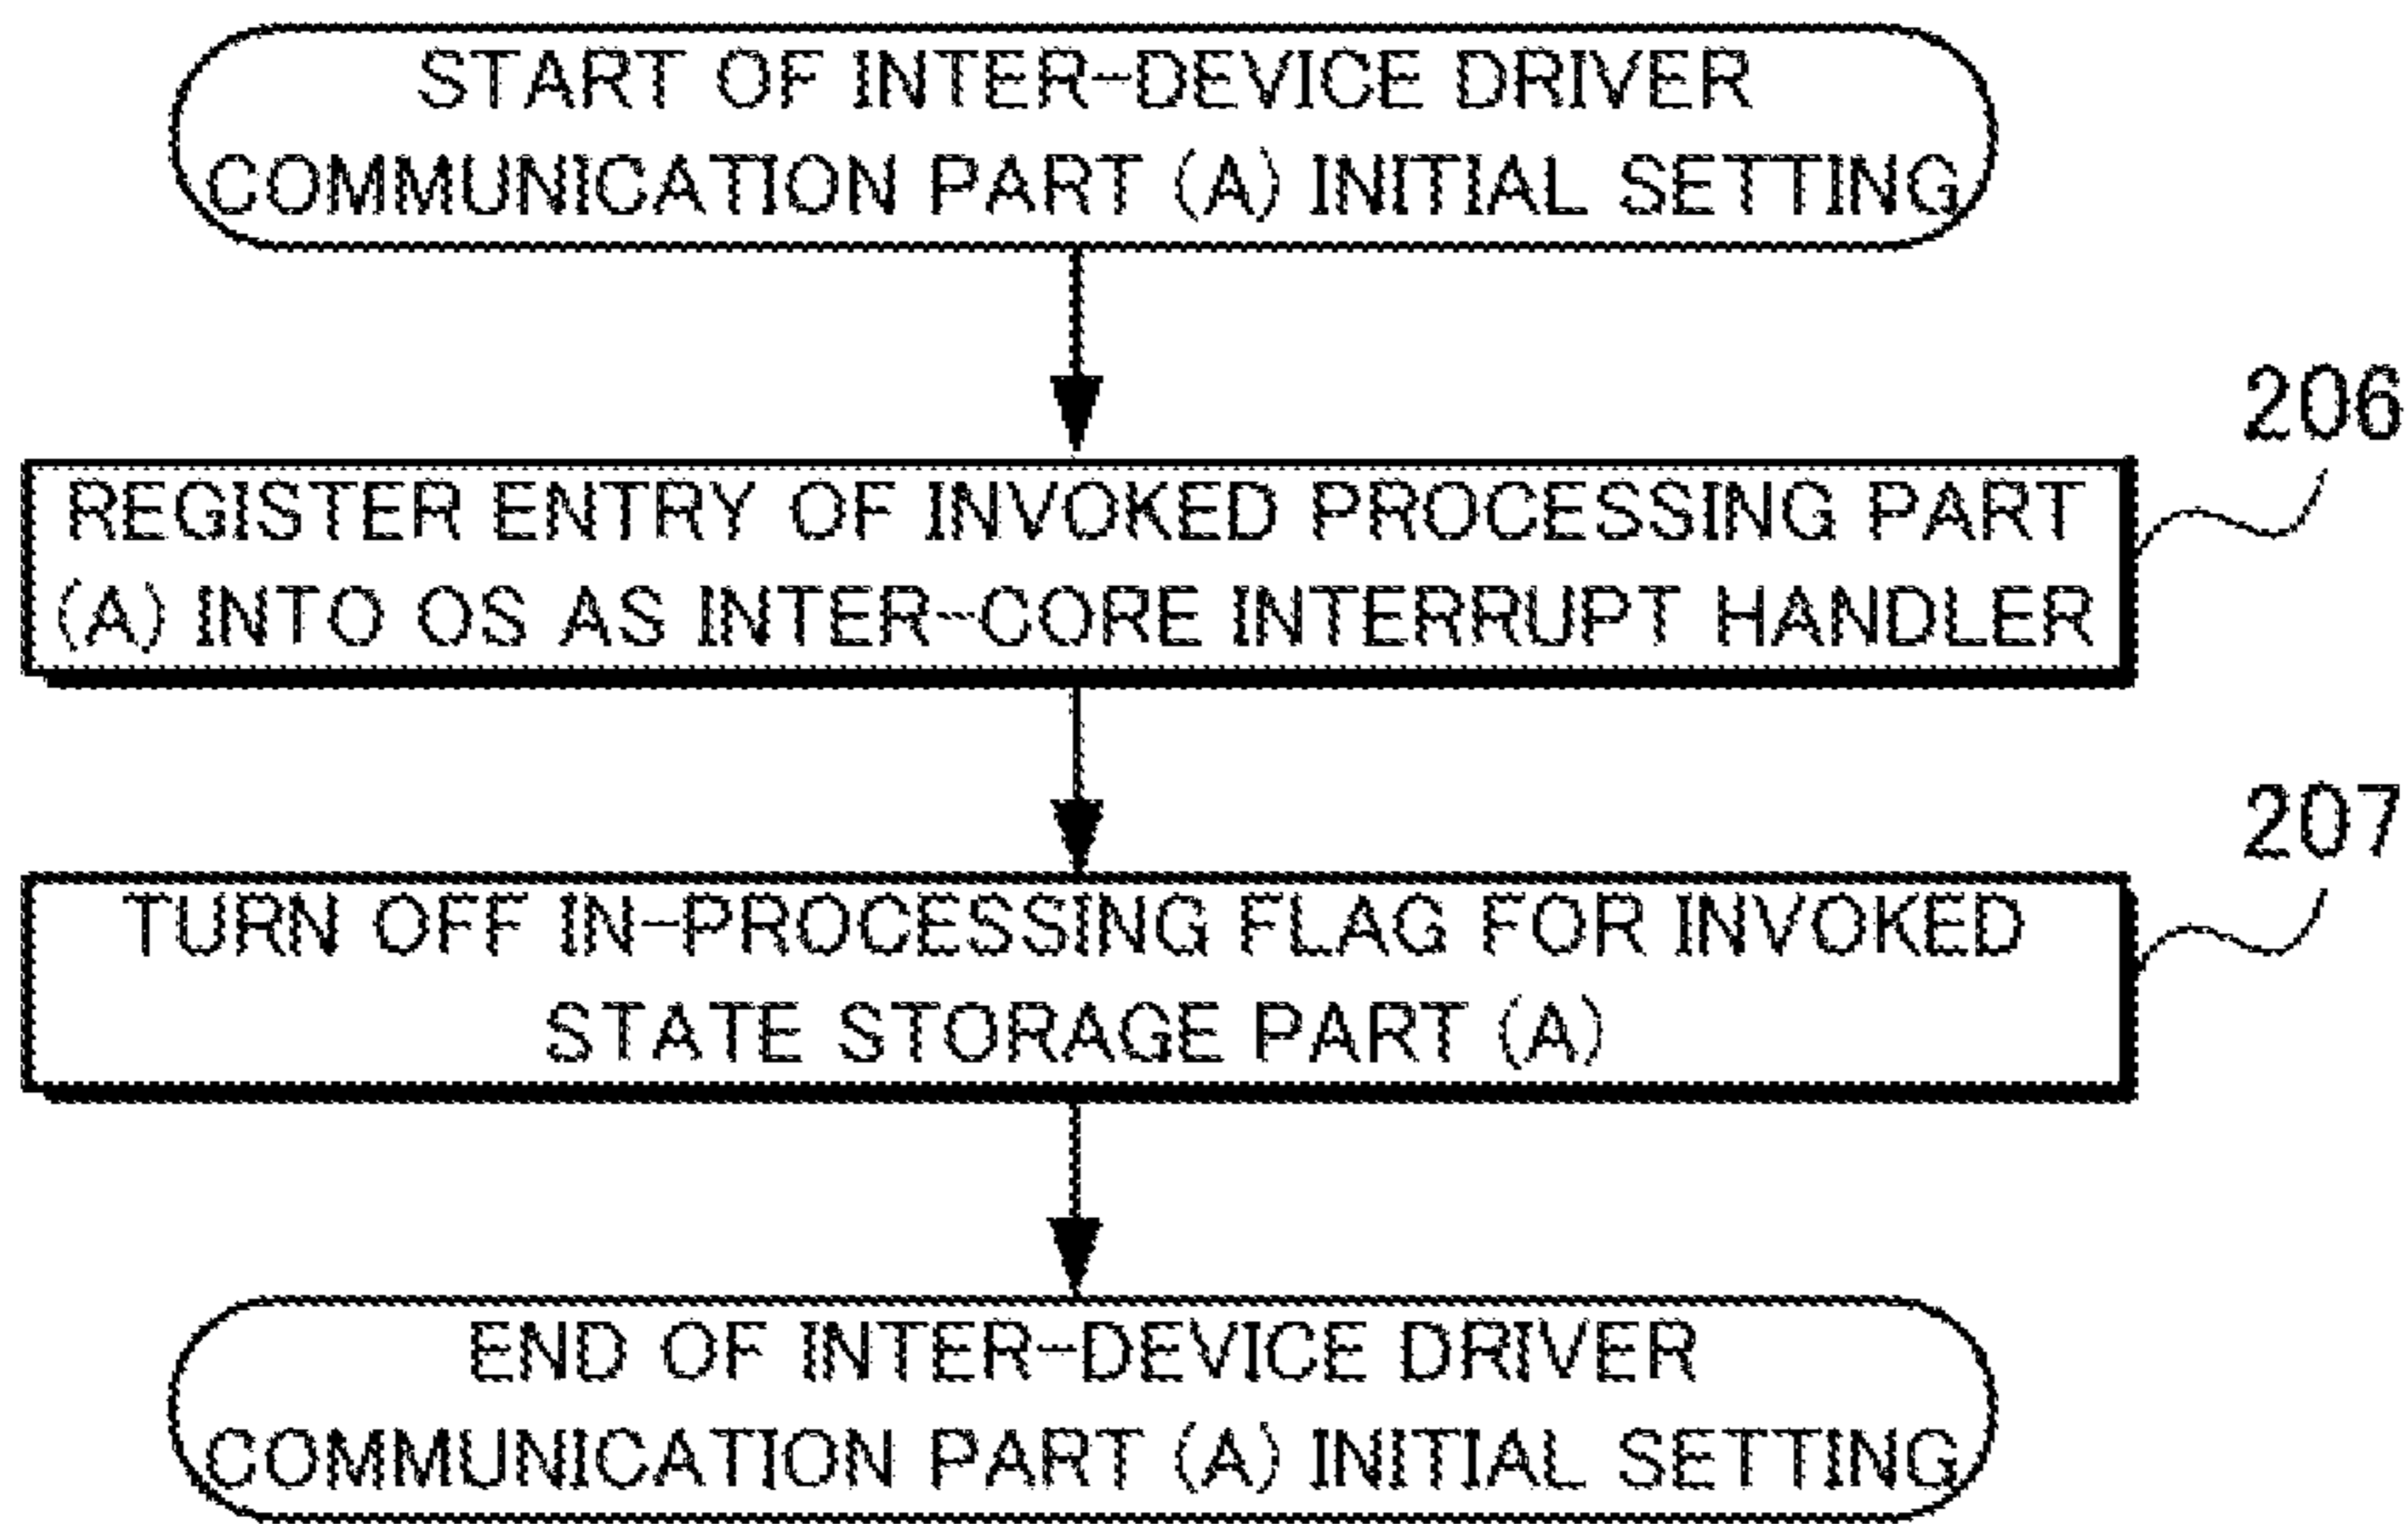 START OF INTER-DEVICE DRIVER
COMMUNICATION PART (A) INITIAL SETTING
206
REGISTER ENTRY OF INVOKED PROCESSING PART
(A) INTO OS AS INTER-CORE INTERRUPT HANDLER
207
TURN OFF IN-PROCESSING FLAG FOR INVOKED
STATE STORAGE PART (A)
END OF INTER-DEVICE DRIVER
COMMUNICATION PART (A) INITIAL SETTING